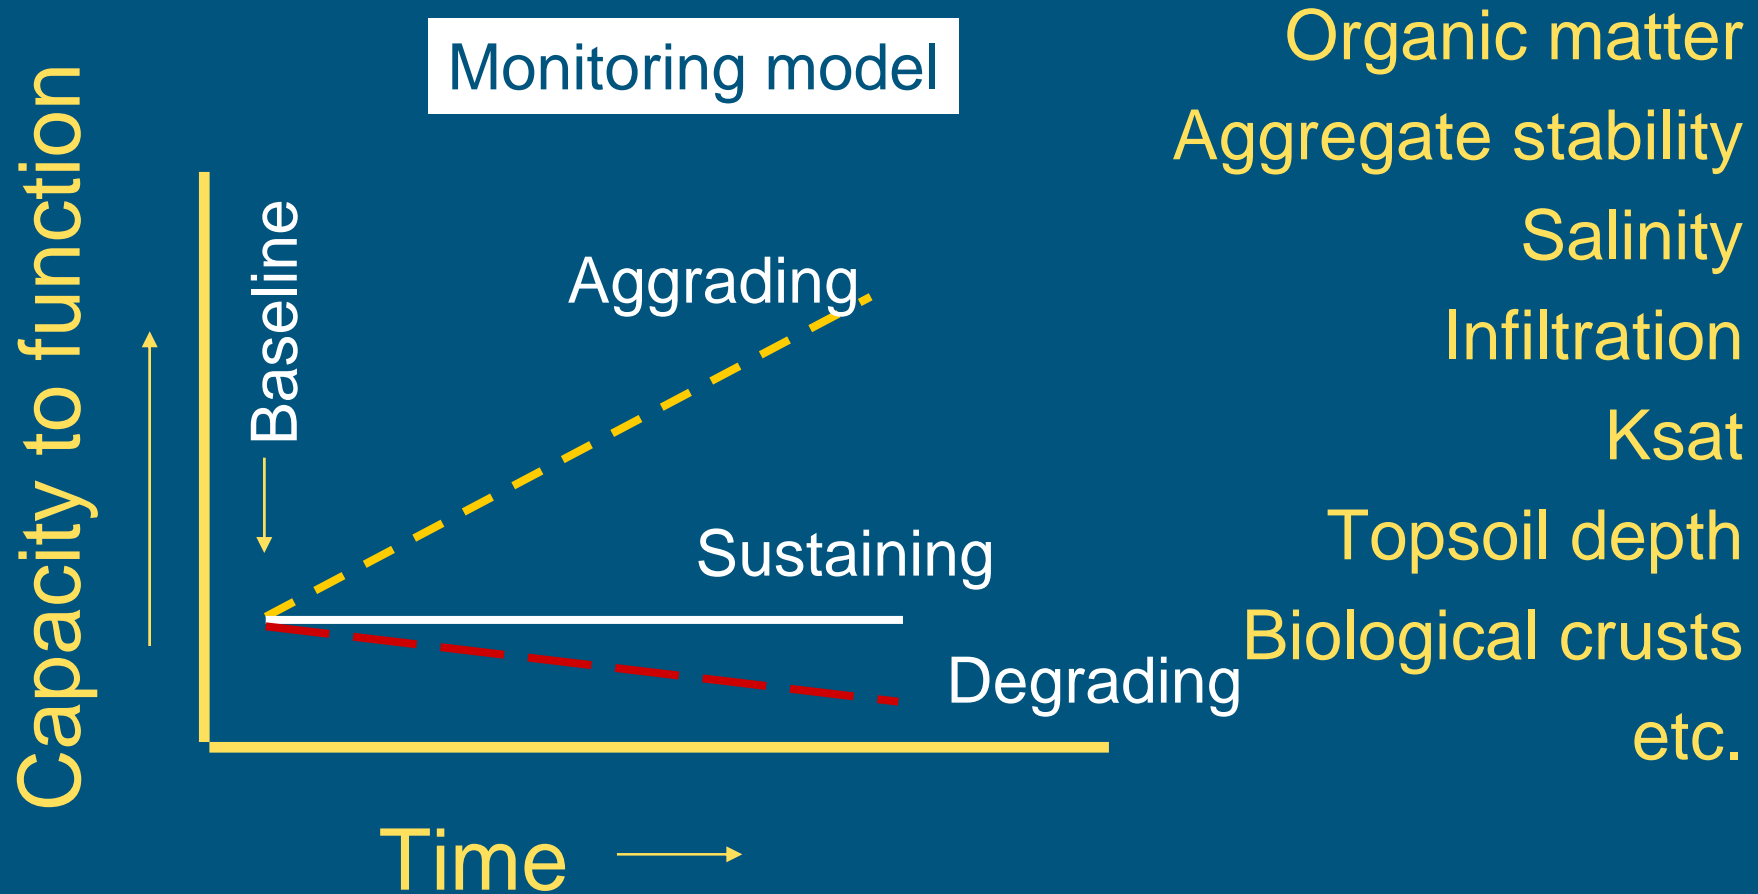 Monitoring model
Capacity to function
Baseline
Aggrading
Sustaining
Degrading
Time
Organic matter
Aggregate stability
Salinity
Infiltration
Ksat
Topsoil depth
Biological crusts
etc.